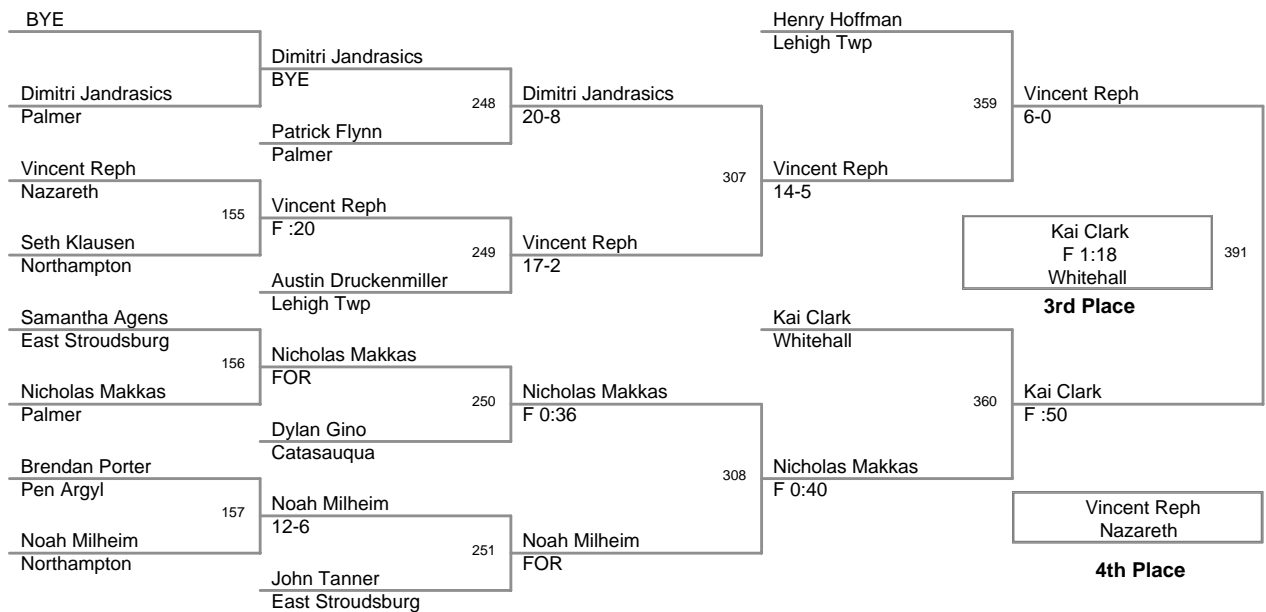 BYE
Dimitri Jandrasics
Palmer
Vincent Reph
Nazareth
155
Seth Klausen
Northampton
Samantha Agens
East Stroudsburg
156
Nicholas Makkas
Palmer
Brendan Porter
Pen Argyl
157
Noah Milheim
Northampton
Dimitri Jandrasics
BYE
248
Patrick Flynn
Palmer
Vincent Reph
F :20
249
Austin Druckenmiller
Lehigh Twp
Nicholas Makkas
FOR
250
Dylan Gino
Catasauqua
Noah Milheim
12-6
251
John Tanner
East Stroudsburg
Dimitri Jandrasics
20-8
307
Vincent Reph
17-2
Nicholas Makkas
F 0:36
308
Noah Milheim
FOR
Henry Hoffman
Lehigh Twp
359
Vincent Reph
14-5
Kai Clark
Whitehall
360
Nicholas Makkas
F 0:40
Vincent Reph
6-0
Kai Clark
F 1:18
Whitehall
391
3rd Place
Kai Clark
F :50
Vincent Reph
Nazareth
4th Place